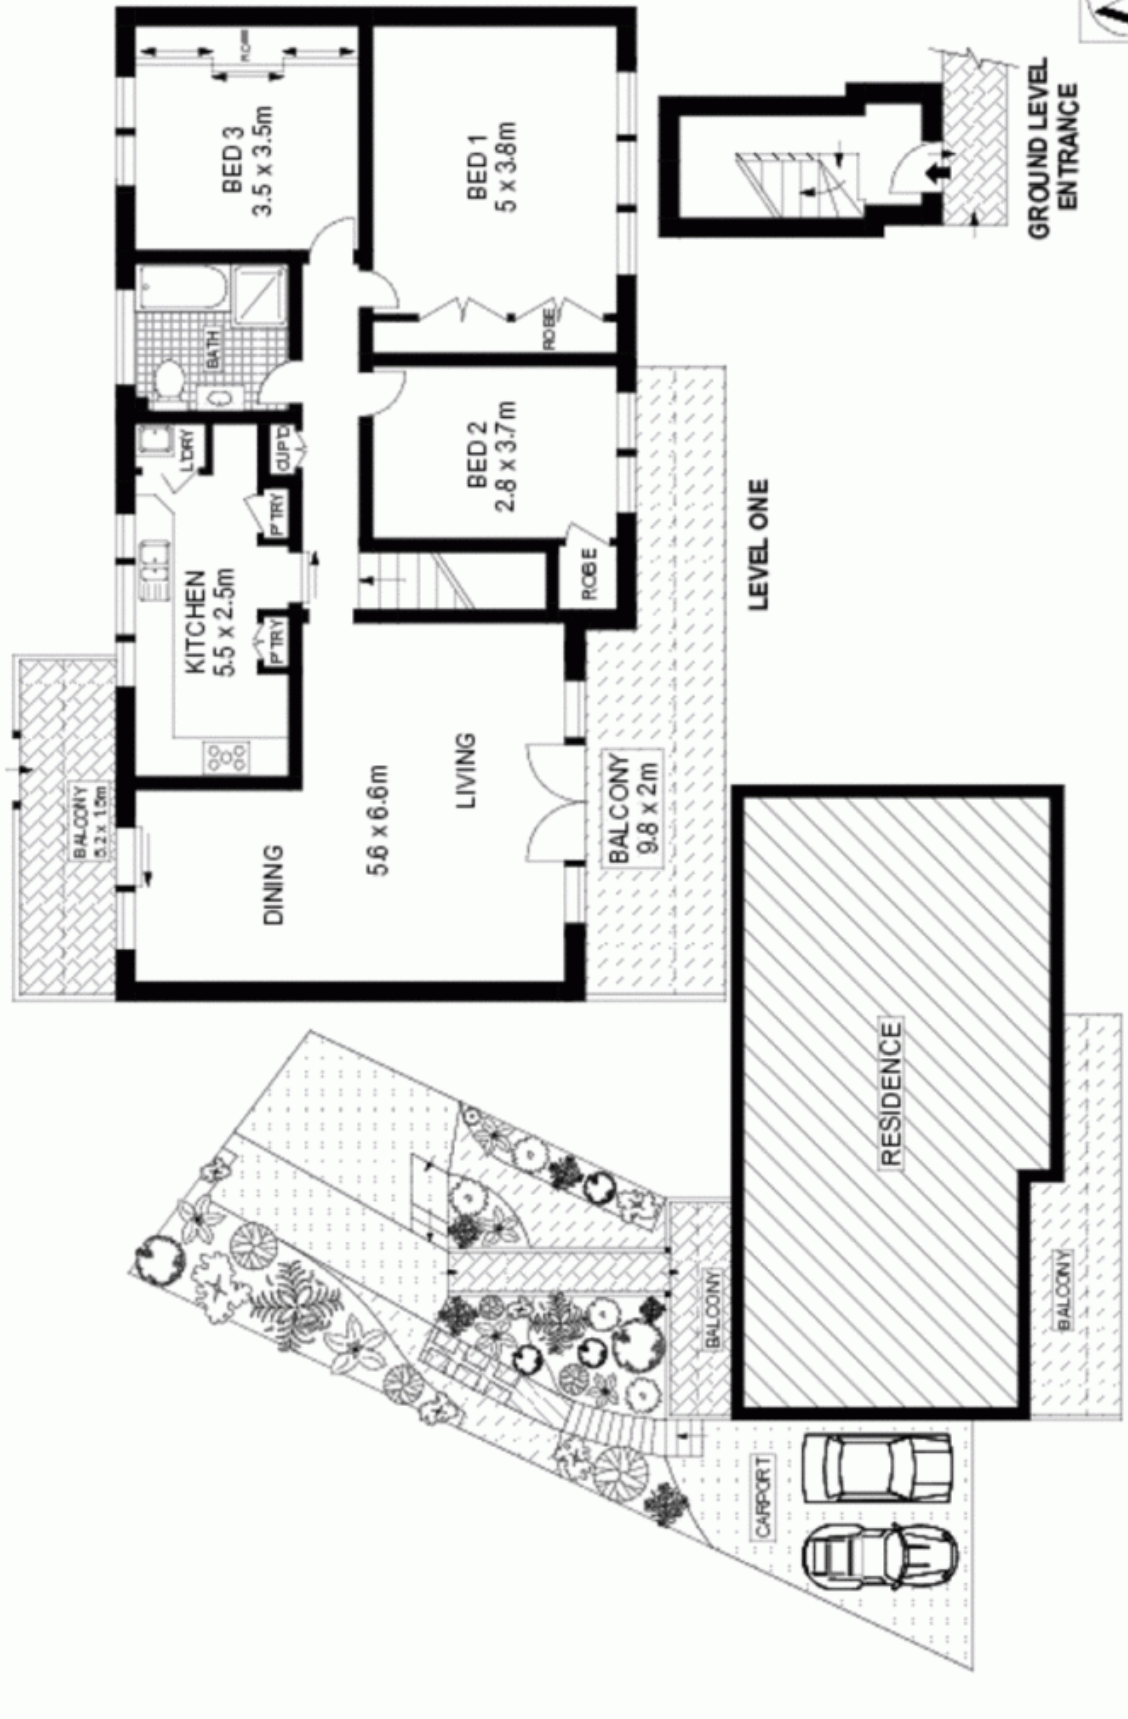 BALCONY
5.2 x 1.5m
DINING
5.6 x 6.6m
LIVING
BALCONY
9.8 x 2m
KITCHEN
5.5 x 2.5m
P'TRY
P'TRY
L'DRY
CUP'D
BATH
BED 3
3.5 x 3.5m
BED 1
5 x 3.8m
ROBE
BED 2
2.8 x 3.7m
ROBE
LEVEL ONE
GROUND LEVEL
ENTRANCE
CARPORT
BALCONY
RESIDENCE
BALCONY